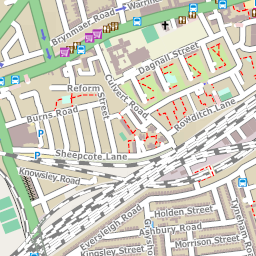 Brynmaer Road
Dagnall Street
Reform Street
Culvert Road
Rowditch Lane
Burns Road
P
Sheepcote Lane
P
Knowsley Road
Eversleigh Road
Holden Street
Ashbury Road
Kingsley Street
Morrison Street